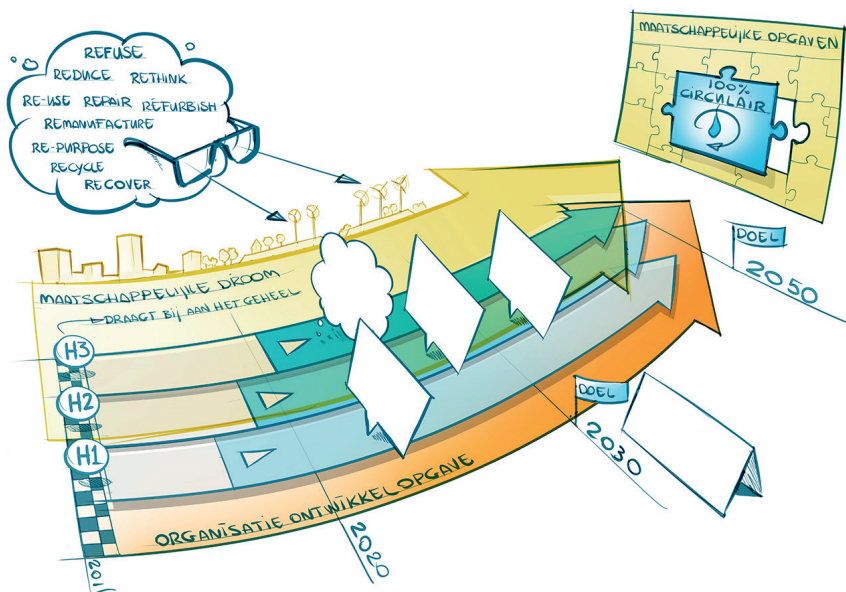 REFUSE
REDUCE RETHINK
RE-USE REPAIR REFURBISH
REMANUFACTURE
RE-PURPOSE
RECYCLE
RECOVER
MAATSCHAPPELIJKE OPGAVEN
100%
CIRCULAIR
MAATSCHAPPELIJKE DROOM
DRAAGT BIJ AAN HET GEHEEL
H3
H2
H1
DOEL
2050
DOEL
2030
ORGANISATIE ONTWIKKELOPGAVE
2020